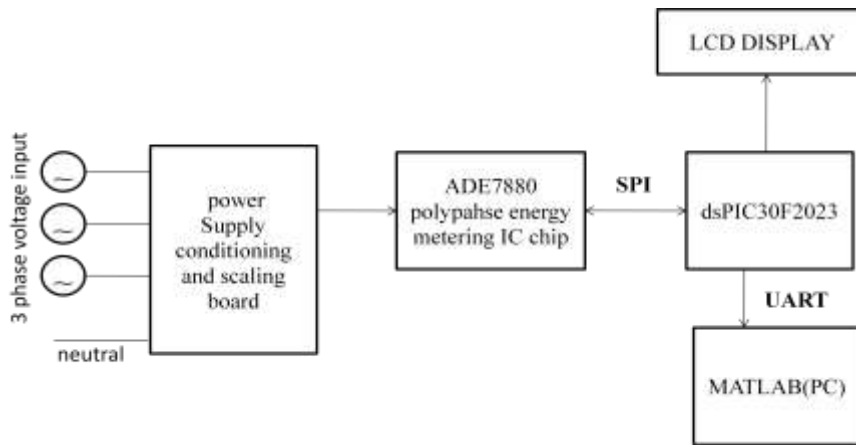 3 phase voltage input
neutral
power
Supply
conditioning
and scaling
board
ADE7880
polypahse energy
metering IC chip
SPI
LCD DISPLAY
dsPIC30F2023
UART
MATLAB(PC)